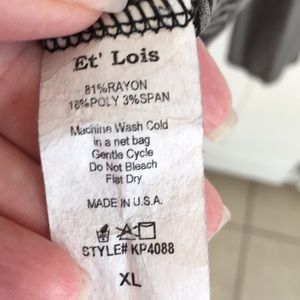 Et' Lois
81%RAYON
16%POLY 3%SPAN
Machine Wash Cold
in a net bag
Gentle Cycle
Do Not Bleach
Flat Dry
MADE IN U.S.A.
STYLE# KP4088
XL